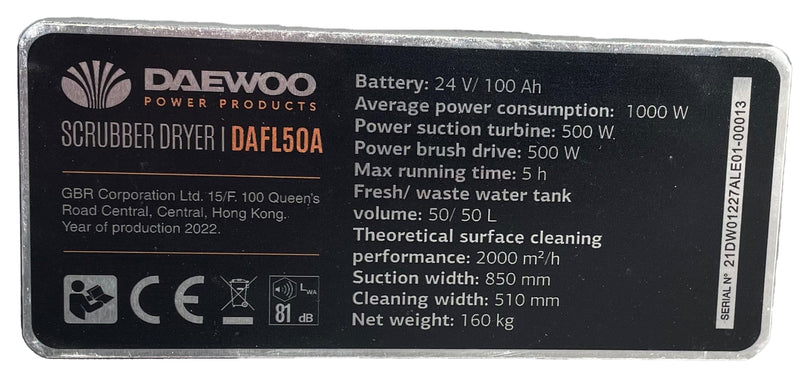 DAEWOO
POWER PRODUCTS
SCRUBBER DRYER | DAFL50A
GBR Corporation Ltd. 15/F. 100 Queen's
Road Central, Central, Hong Kong.
Year of production 2022.
CE
LWA
81 dB
Battery: 24 V/ 100 Ah
Average power consumption: 1000 W
Power suction turbine: 500 W
Power brush drive: 500 W
Max running time: 5 h
Fresh/ waste water tank
volume: 50/ 50 L
Theoretical surface cleaning
performance: 2000 m²/h
Suction width: 850 mm
Cleaning width: 510 mm
Net weight: 160 kg
SERIAL Nº 21DW01227ALE01-00013